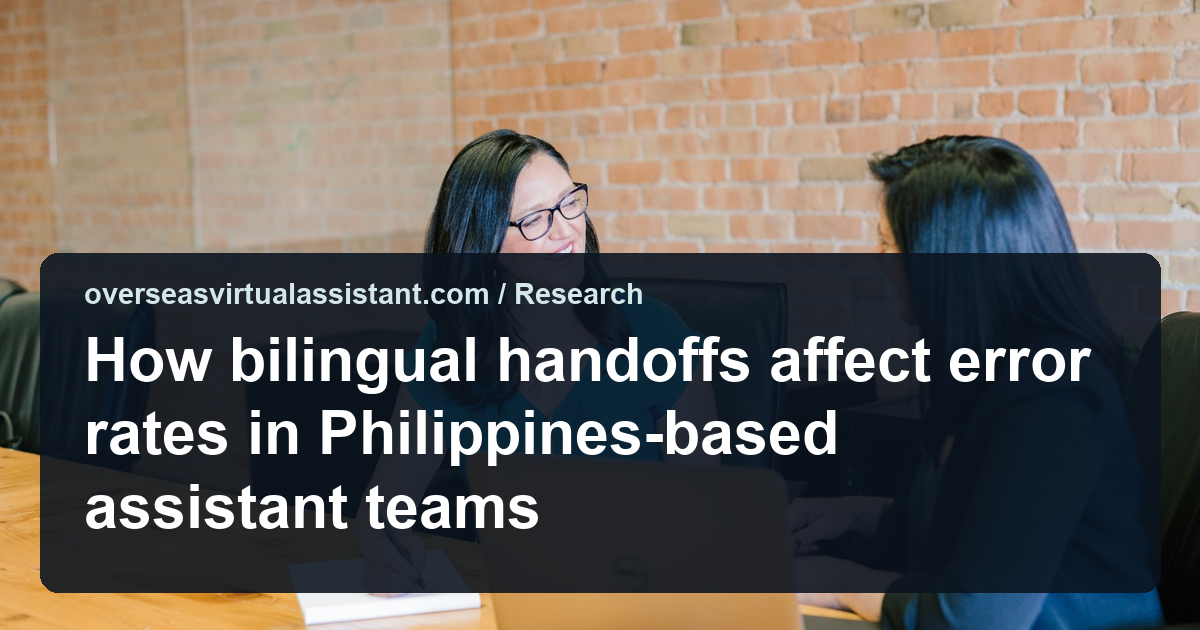 overseasvirtualassistant.com / Research
How bilingual handoffs affect error
rates in Philippines-based
assistant teams